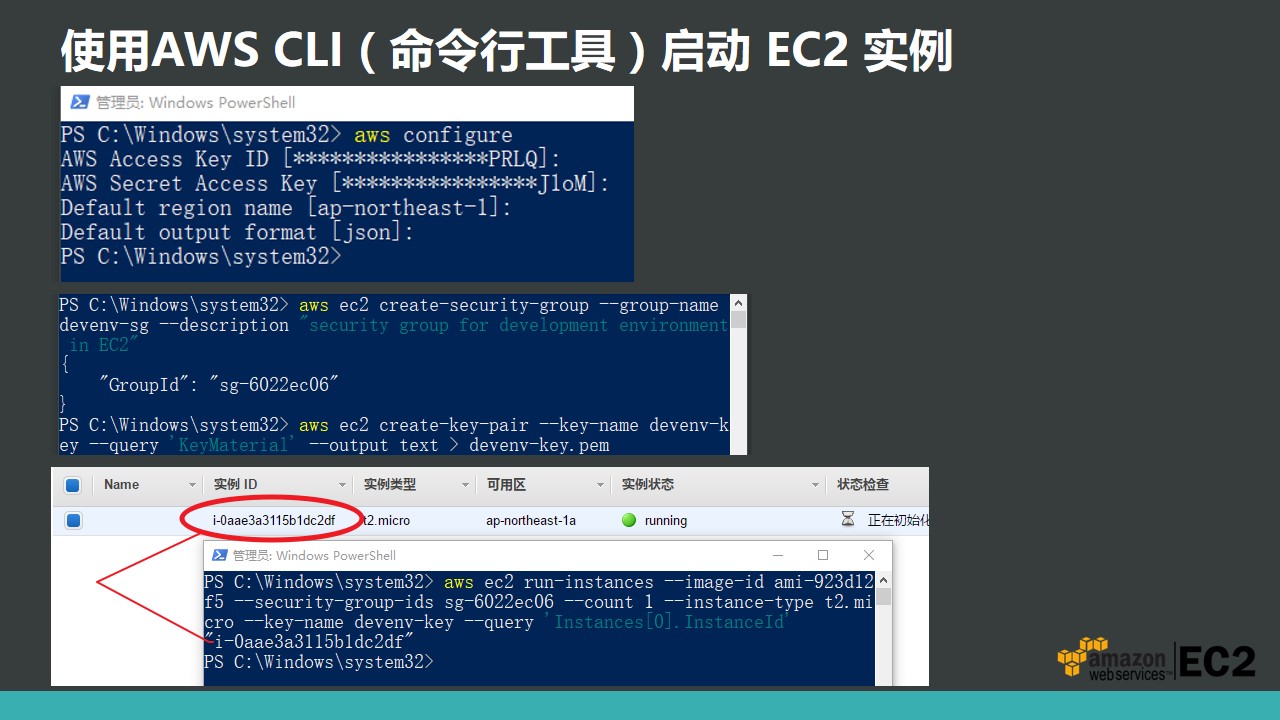 使用AWS CLI（命令行工具）启动 EC2 实例
管理员: Windows PowerShell
PS C:\Windows\system32> aws configure
AWS Access Key ID [****************PRLQ]:
AWS Secret Access Key [****************JloM]:
Default region name [ap-northeast-1]:
Default output format [json]:
PS C:\Windows\system32>
PS C:\Windows\system32> aws ec2 create-security-group --group-name
devenv-sg --description "security group for development environment
in EC2"
{
"GroupId": "sg-6022ec06"
}
PS C:\Windows\system32> aws ec2 create-key-pair --key-name devenv-k
ey --query 'KeyMaterial' --output text > devenv-key.pem
Name 实例 ID 实例类型 可用区 实例状态 状态检查
i-0aae3a3115b1dc2df t2.micro ap-northeast-1a running 正在初始化
管理员: Windows PowerShell
PS C:\Windows\system32> aws ec2 run-instances --image-id ami-923d12
f5 --security-group-ids sg-6022ec06 --count 1 --instance-type t2.mi
cro --key-name devenv-key --query 'Instances[0].InstanceId'
"i-0aae3a3115b1dc2df"
PS C:\Windows\system32>
amazon
webservices™
EC2